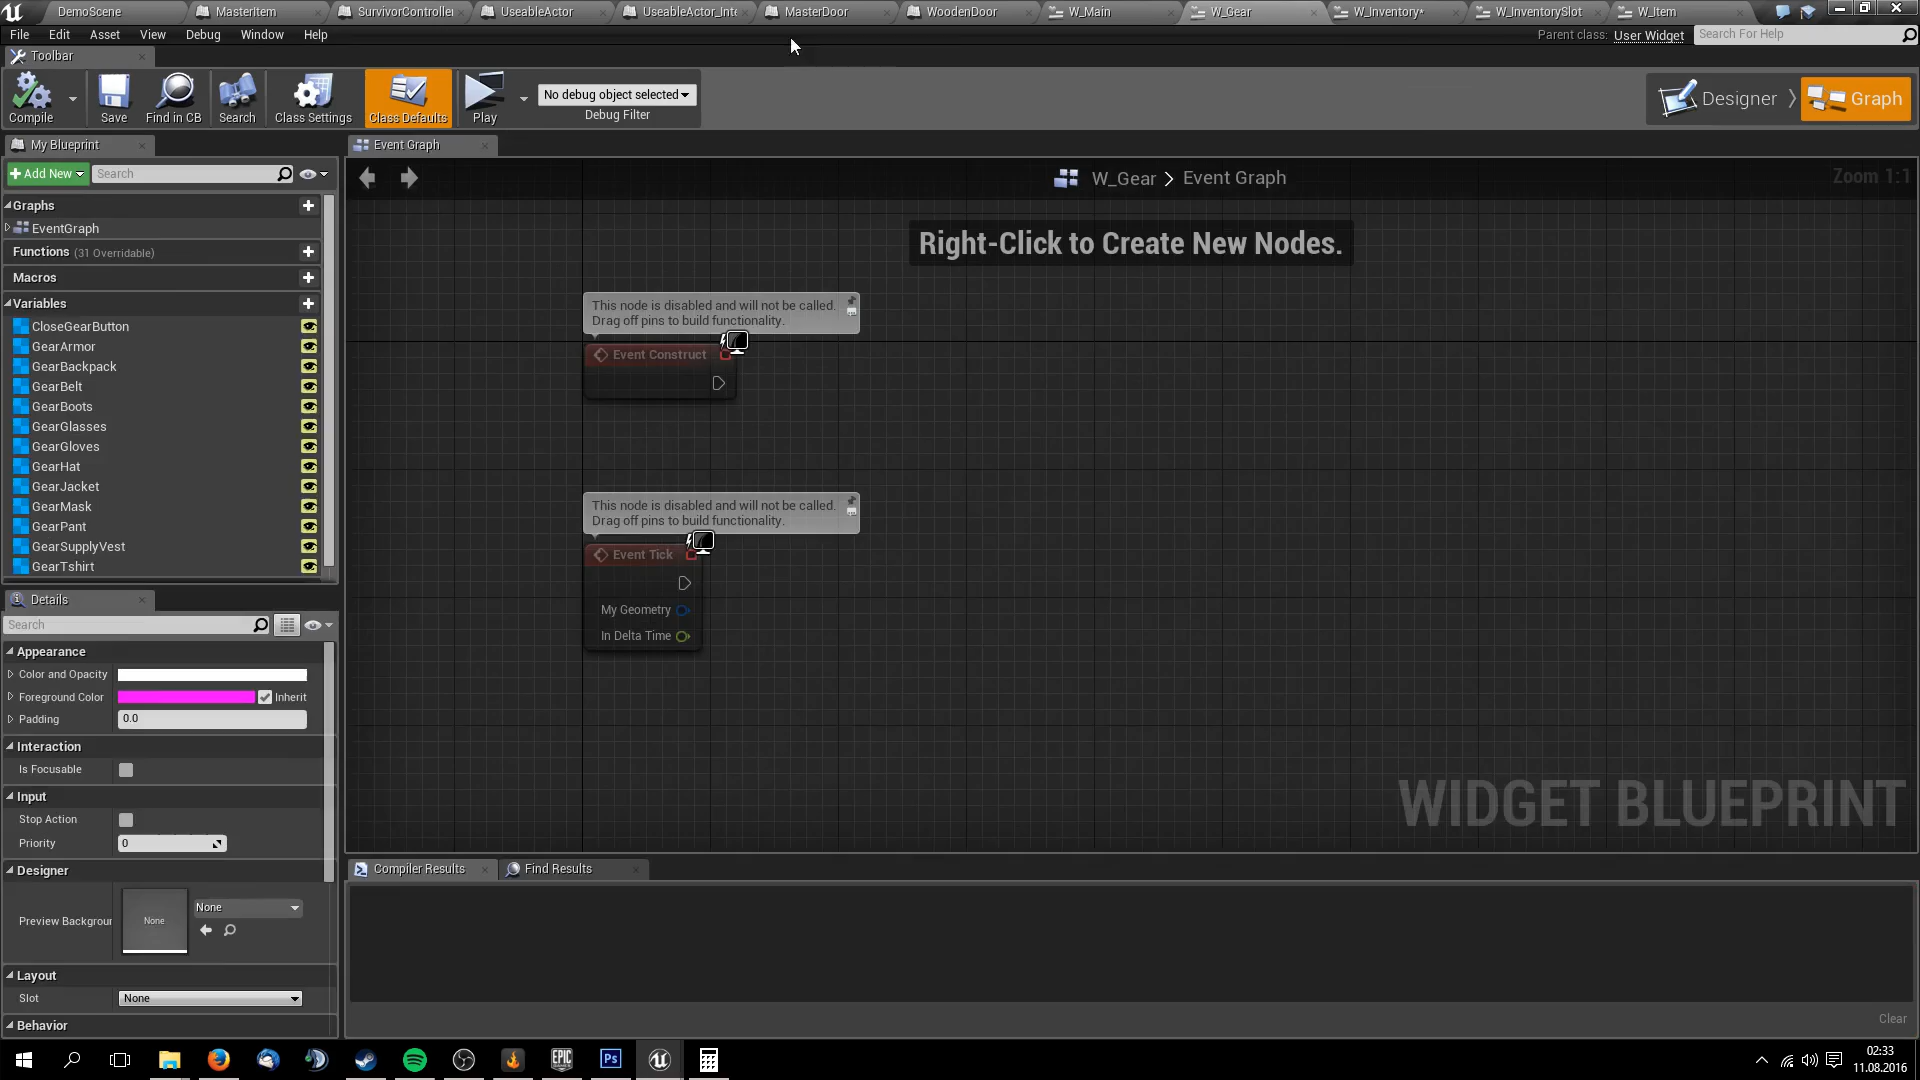 DemoScene
MasterItem
SurvivorController
UseableActor
UseableActor_Inte
MasterDoor
WoodenDoor
W_Main
W_Gear
W_Inventory*
W_InventorySlot
W_Item
File Edit Asset View Debug Window Help
Parent class: User Widget
Search For Help
Toolbar
Compile
Save
Find in CB
Search
Class Settings
Class Defaults
Play
No debug object selected
Debug Filter
Designer
Graph
My Blueprint
Event Graph
+ Add New
Search
W_Gear > Event Graph
Zoom 1:1
Graphs
EventGraph
Functions (31 Overridable)
Macros
Variables
CloseGearButton
GearArmor
GearBackpack
GearBelt
GearBoots
GearGlasses
GearGloves
GearHat
GearJacket
GearMask
GearPant
GearSupplyVest
GearTshirt
Right-Click to Create New Nodes.
This node is disabled and will not be called.
Drag off pins to build functionality.
Event Construct
This node is disabled and will not be called.
Drag off pins to build functionality.
Event Tick
My Geometry
In Delta Time
WIDGET BLUEPRINT
Details
Search
Appearance
Color and Opacity
Foreground Color
Inherit
Padding
0.0
Interaction
Is Focusable
Input
Stop Action
Priority
0
Designer
Preview Backgrour
None
None
Layout
Slot
None
Behavior
Compiler Results
Find Results
Clear
EPIC
Ps
02:33
11.08.2016